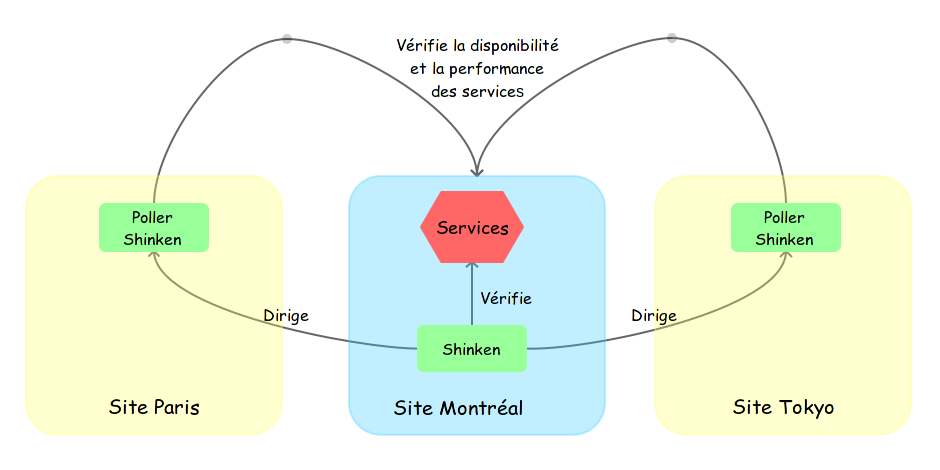 Vérifie la disponibilité
et la performance
des services
Poller
Shinken
Services
Poller
Shinken
Vérifie
Dirige
Dirige
Shinken
Site Paris
Site Montréal
Site Tokyo